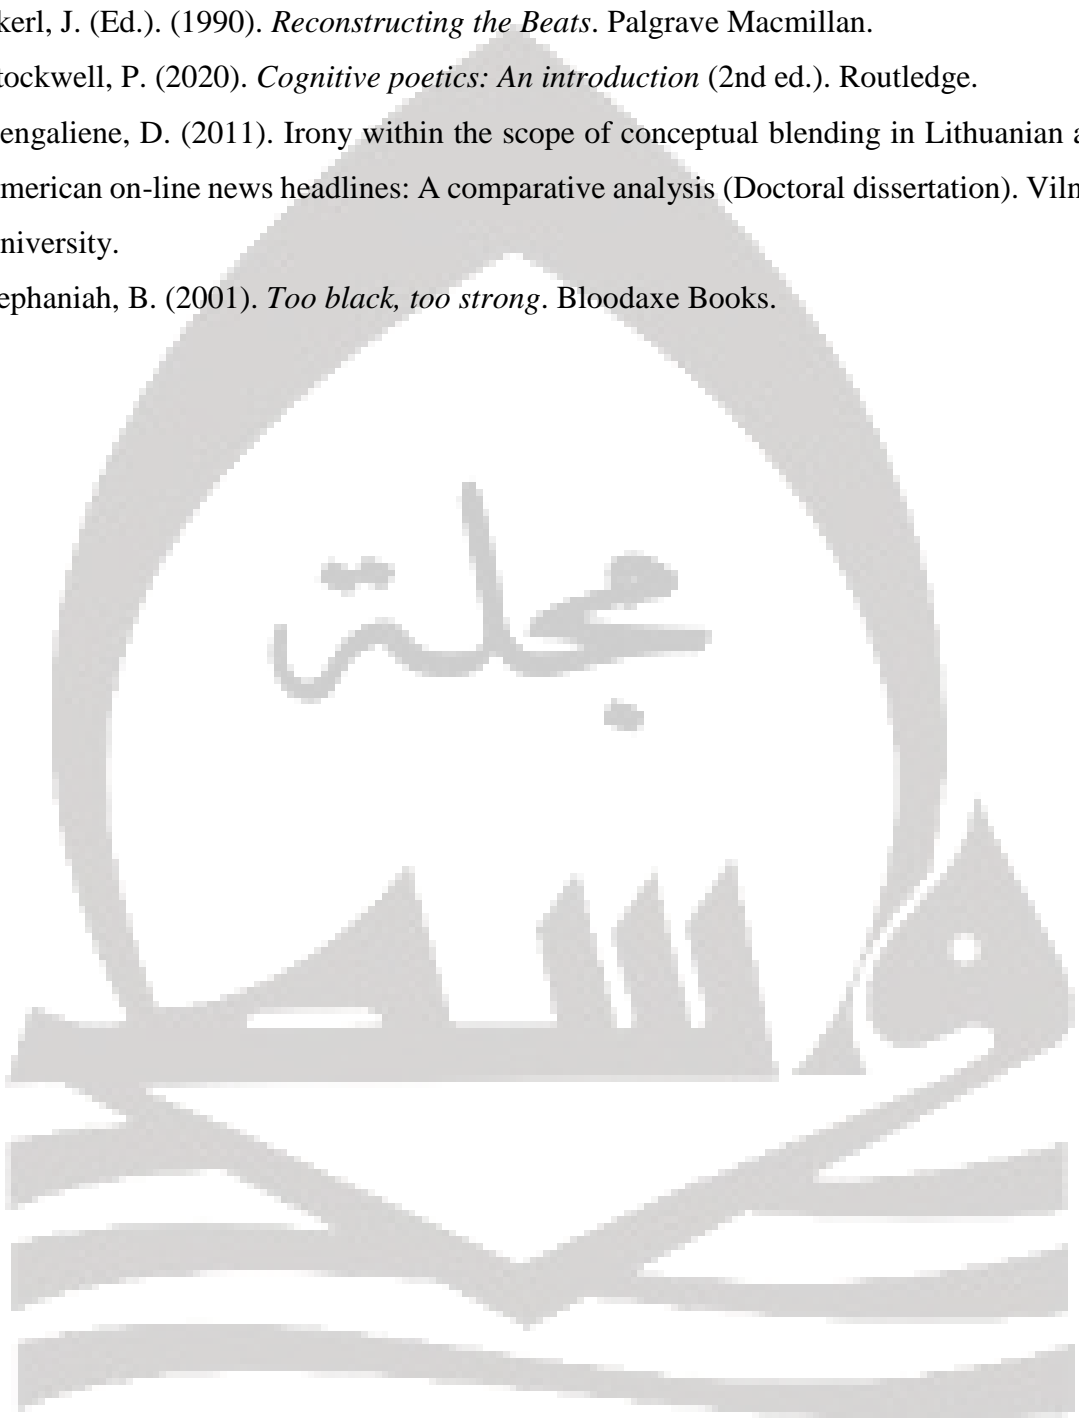 kerl, J. (Ed.). (1990). Reconstructing the Beats. Palgrave Macmillan.
tockwell, P. (2020). Cognitive poetics: An introduction (2nd ed.). Routledge.
engaliene, D. (2011). Irony within the scope of conceptual blending in Lithuanian a
merican on-line news headlines: A comparative analysis (Doctoral dissertation). Viln
niversity.
ephaniah, B. (2001). Too black, too strong. Bloodaxe Books.
مجلة